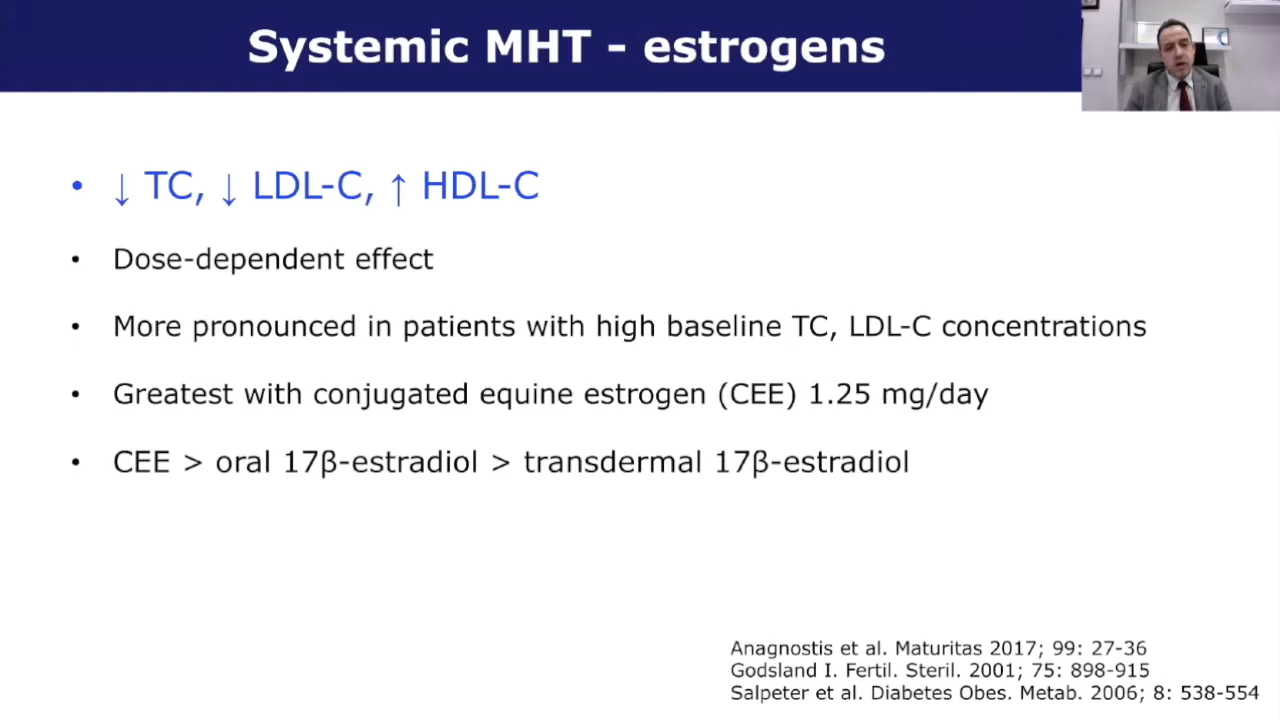 Systemic MHT - estrogens
• ↓ TC, ↓ LDL-C, ↑ HDL-C
• Dose-dependent effect
• More pronounced in patients with high baseline TC, LDL-C concentrations
• Greatest with conjugated equine estrogen (CEE) 1.25 mg/day
• CEE > oral 17β-estradiol > transdermal 17β-estradiol
Anagnostis et al. Maturitas 2017; 99: 27-36
Godsland I. Fertil. Steril. 2001; 75: 898-915
Salpeter et al. Diabetes Obes. Metab. 2006; 8: 538-554